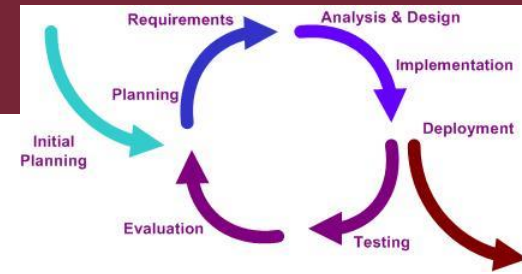 Requirements
Analysis & Design
Implementation
Planning
Deployment
Initial
Planning
Evaluation
Testing